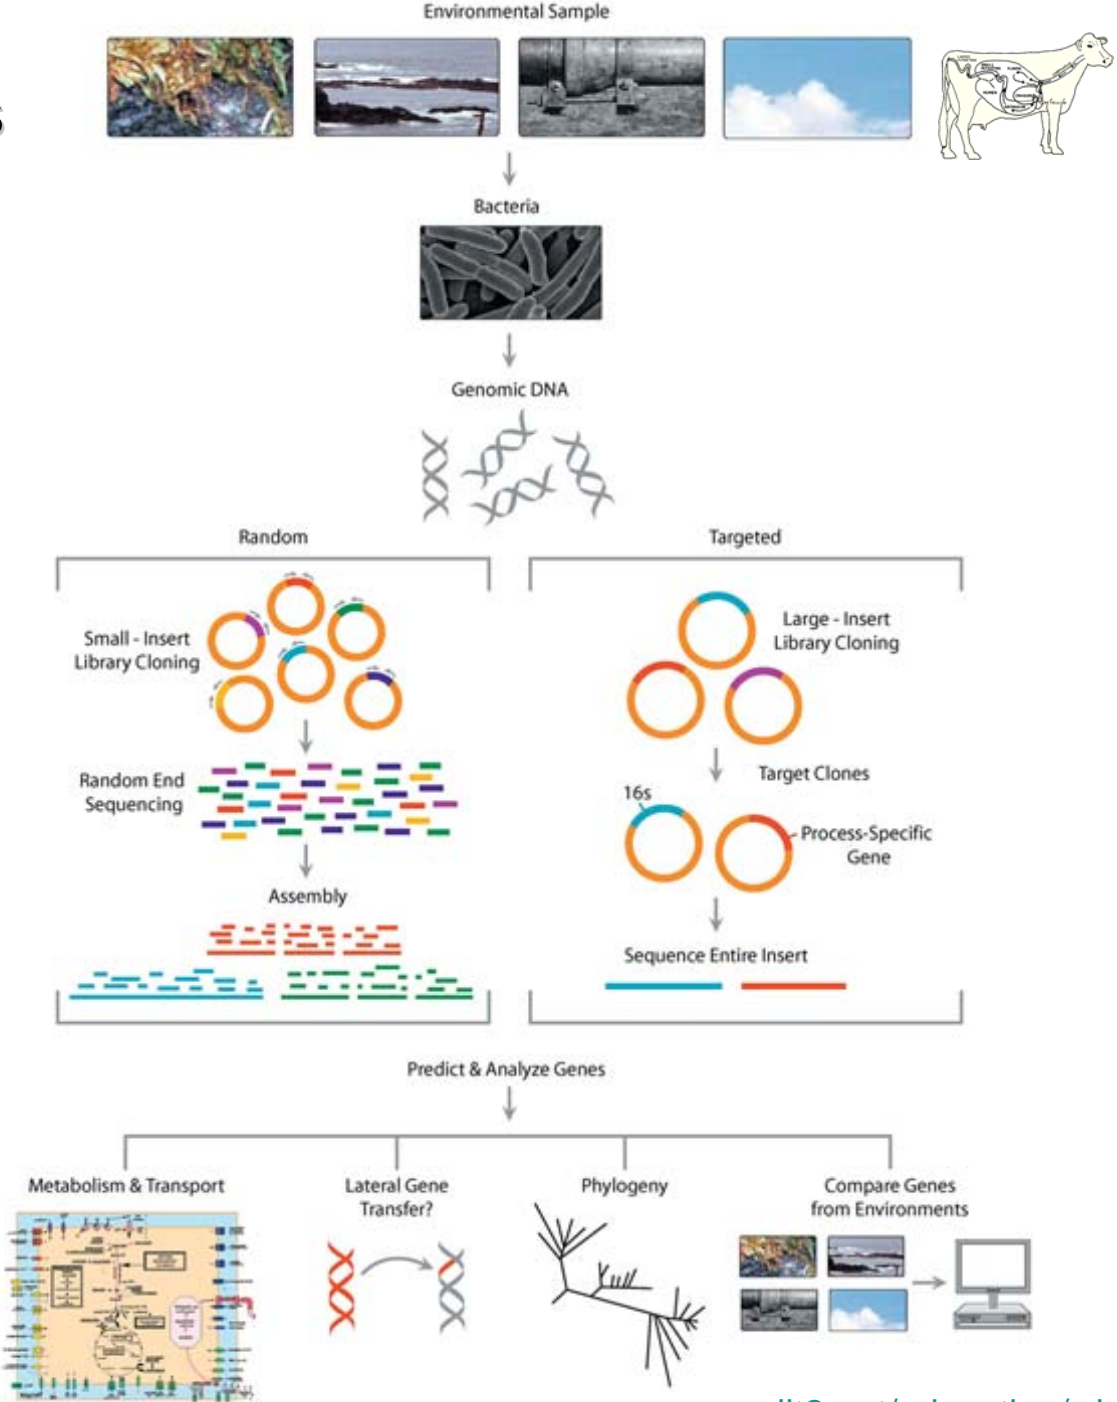 Environmental Sample
Bacteria
Genomic DNA
Random
Targeted
Small - Insert
Library Cloning
Large - Insert
Library Cloning
Random End
Sequencing
Target Clones
16s
Process-Specific
Gene
Assembly
Sequence Entire Insert
Predict & Analyze Genes
Metabolism & Transport
Lateral Gene
Transfer?
Phylogeny
Compare Genes
from Environments